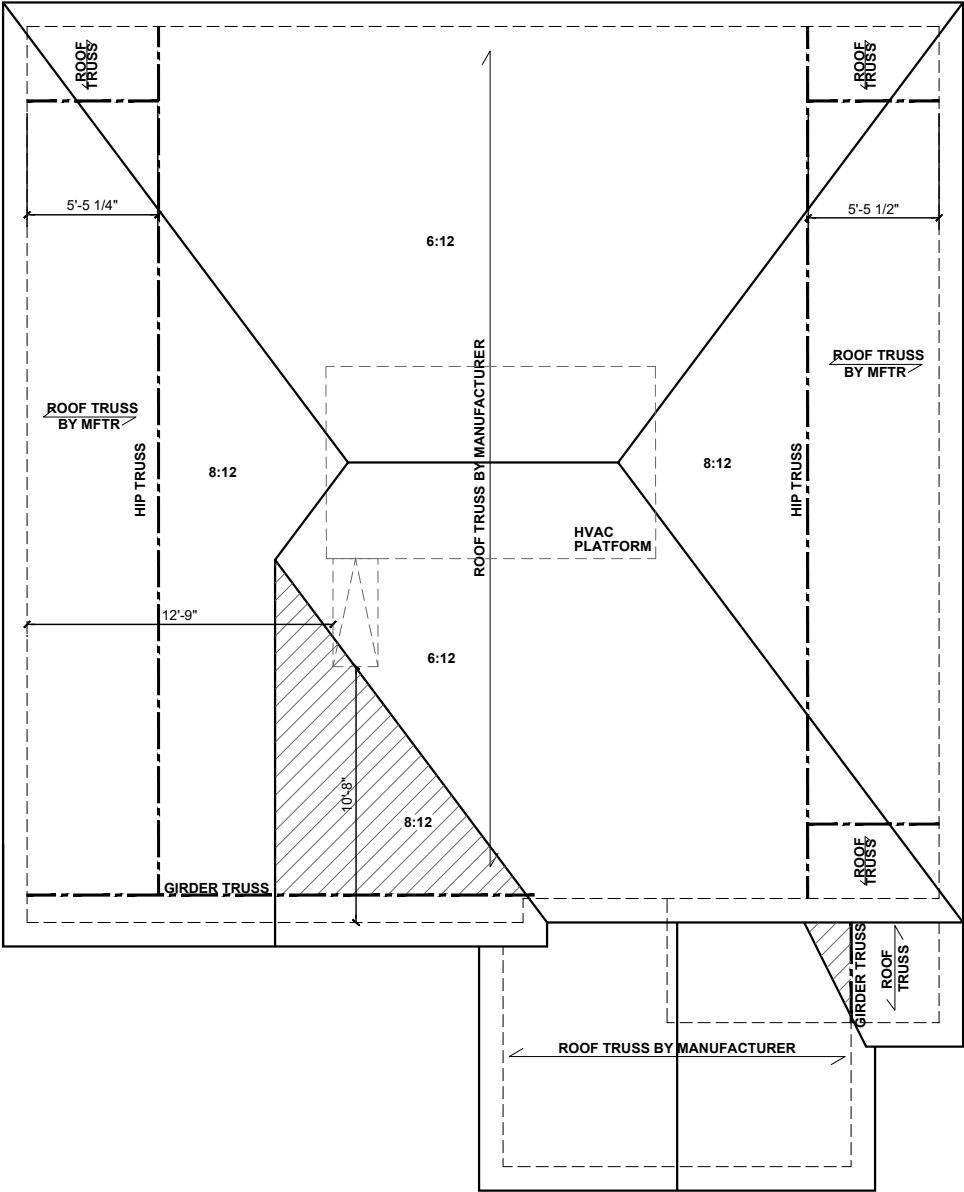 ROOF
TRUSS
ROOF
TRUSS
5'-5 1/4"
5'-5 1/2"
6:12
ROOF TRUSS BY MANUFACTURER
ROOF TRUSS
BY MFTR
ROOF TRUSS
BY MFTR
HIP TRUSS
8:12
8:12
HIP TRUSS
HVAC
PLATFORM
12'-9"
6:12
10'-8"
8:12
ROOF
TRUSS
GIRDER TRUSS
GIRDER TRUSS
ROOF
TRUSS
ROOF TRUSS BY MANUFACTURER